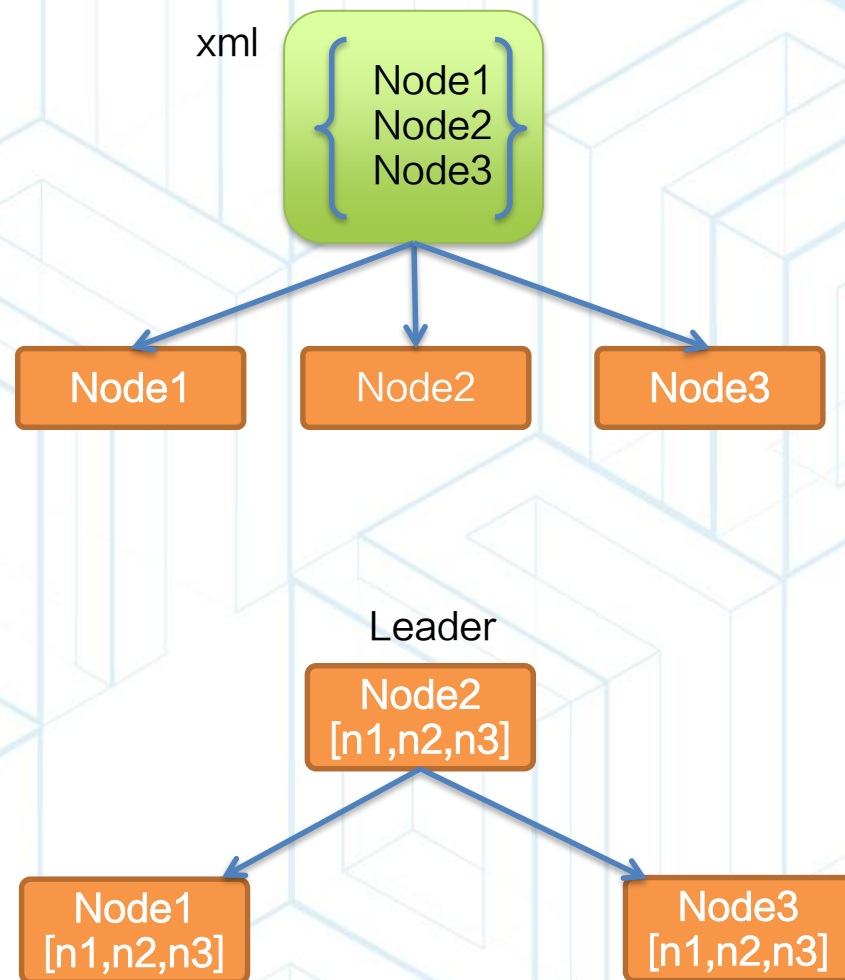 xml
Node1
Node2
Node3
Node1
Node2
Node3
Leader
Node2
[n1,n2,n3]
Node1
[n1,n2,n3]
Node3
[n1,n2,n3]